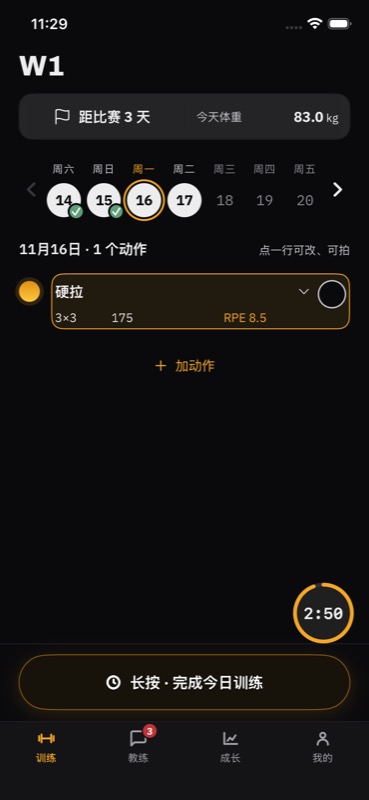 11:29
W1
距比赛 3 天 今天体重 83.0 kg
周六 周日 周一 周二 周三 周四 周五
14 15 16 17 18 19 20
11月16日 · 1 个动作 点一行可改、可拍
硬拉
3×3 175 RPE 8.5
+ 加动作
2:50
长按 · 完成今日训练
3
训练 教练 成长 我的